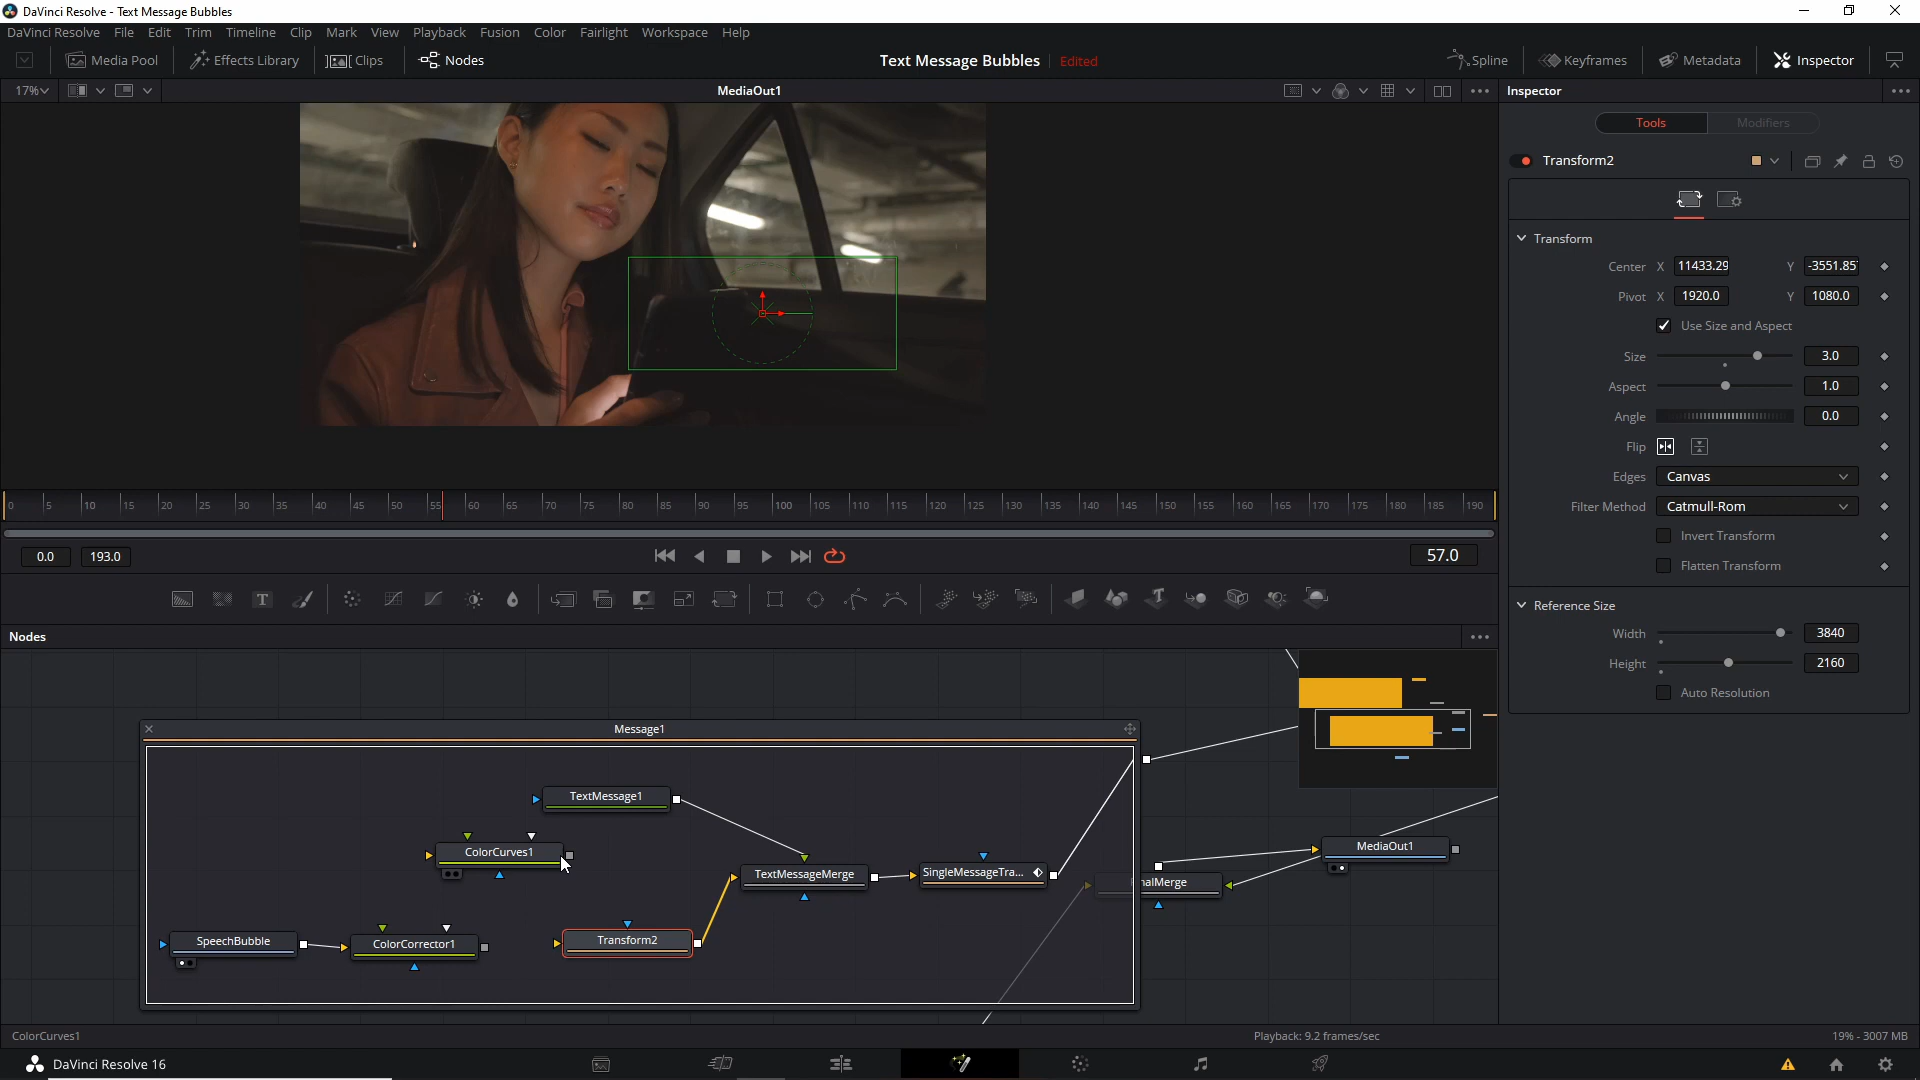 DaVinci Resolve - Text Message Bubbles
DaVinci Resolve File Edit Trim Timeline Clip Mark View Playback Fusion Color Fairlight Workspace Help
Media Pool Effects Library Clips Nodes Text Message Bubbles Edited Spline Keyframes Metadata Inspector
17% MediaOut1 Inspector
Tools Modifiers
Transform2
Transform
Center X 11433.29 Y -3551.85
Pivot X 1920.0 Y 1080.0
Use Size and Aspect
Size 3.0
Aspect 1.0
Angle 0.0
Flip
Edges Canvas
Filter Method Catmull-Rom
Invert Transform
Flatten Transform
Reference Size
Width 3840
Height 2160
Auto Resolution
0 5 10 15 20 25 30 35 40 45 50 55 60 65 70 75 80 85 90 95 100 105 110 115 120 125 130 135 140 145 150 155 160 165 170 175 180 185 190
0.0 193.0 57.0
T
Nodes
Message1
TextMessage1
ColorCurves1
TextMessageMerge
SingleMessageTra...
MediaOut1
SpeechBubble
ColorCorrector1
Transform2
ColorCurves1 Playback: 9.2 frames/sec 19% - 3007 MB
DaVinci Resolve 16